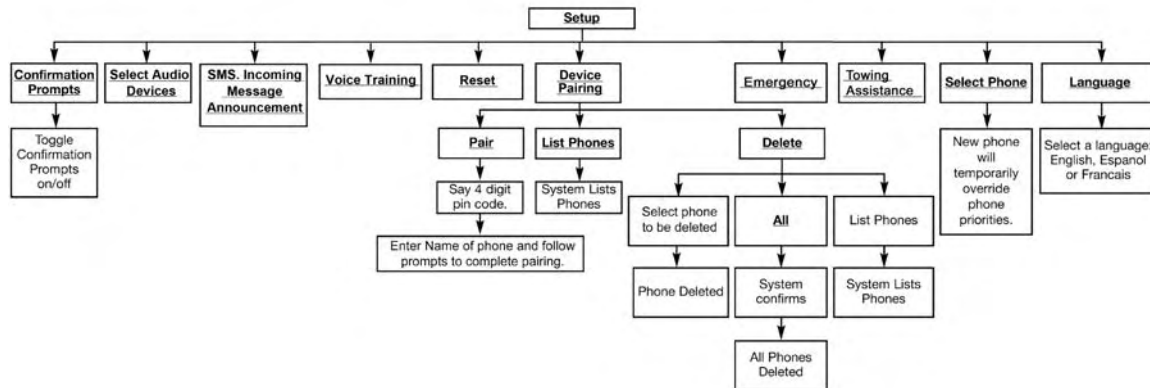 Setup
Confirmation
Prompts
Select Audio
Devices
SMS. Incoming
Message
Announcement
Voice Training
Reset
Device
Pairing
Emergency
Towing
Assistance
Select Phone
Language
Toggle
Confirmation
Prompts
on/off
Pair
List Phones
Delete
New phone
will
temporarily
override
phone
priorities.
Select a language:
English, Espanol
or Francais
Say 4 digit
pin code.
System Lists
Phones
Select phone
to be deleted
All
List Phones
Enter Name of phone and follow
prompts to complete pairing.
Phone Deleted
System
confirms
System Lists
Phones
All Phones
Deleted